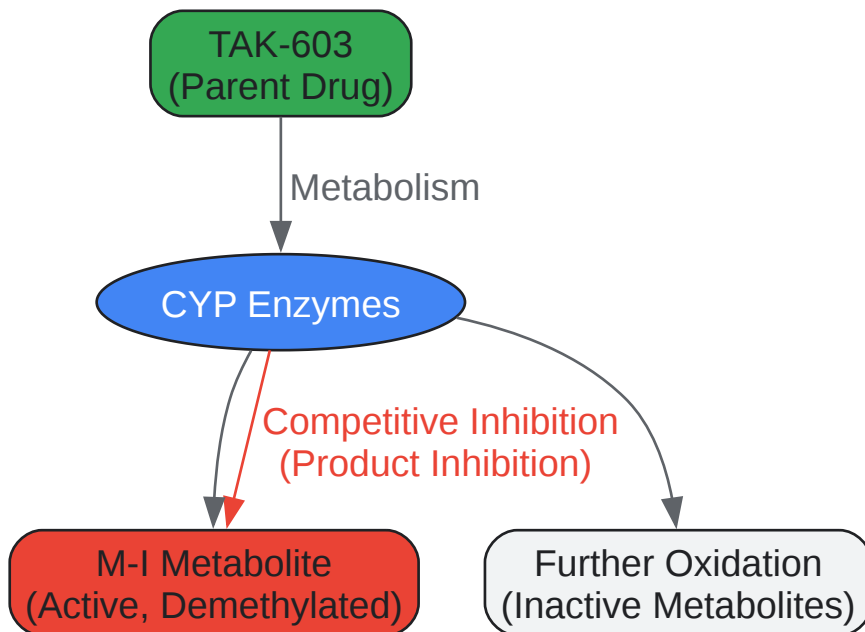 TAK-603
(Parent Drug)
Metabolism
CYP Enzymes
Competitive Inhibition
(Product Inhibition)
M-I Metabolite
(Active, Demethylated)
Further Oxidation
(Inactive Metabolites)